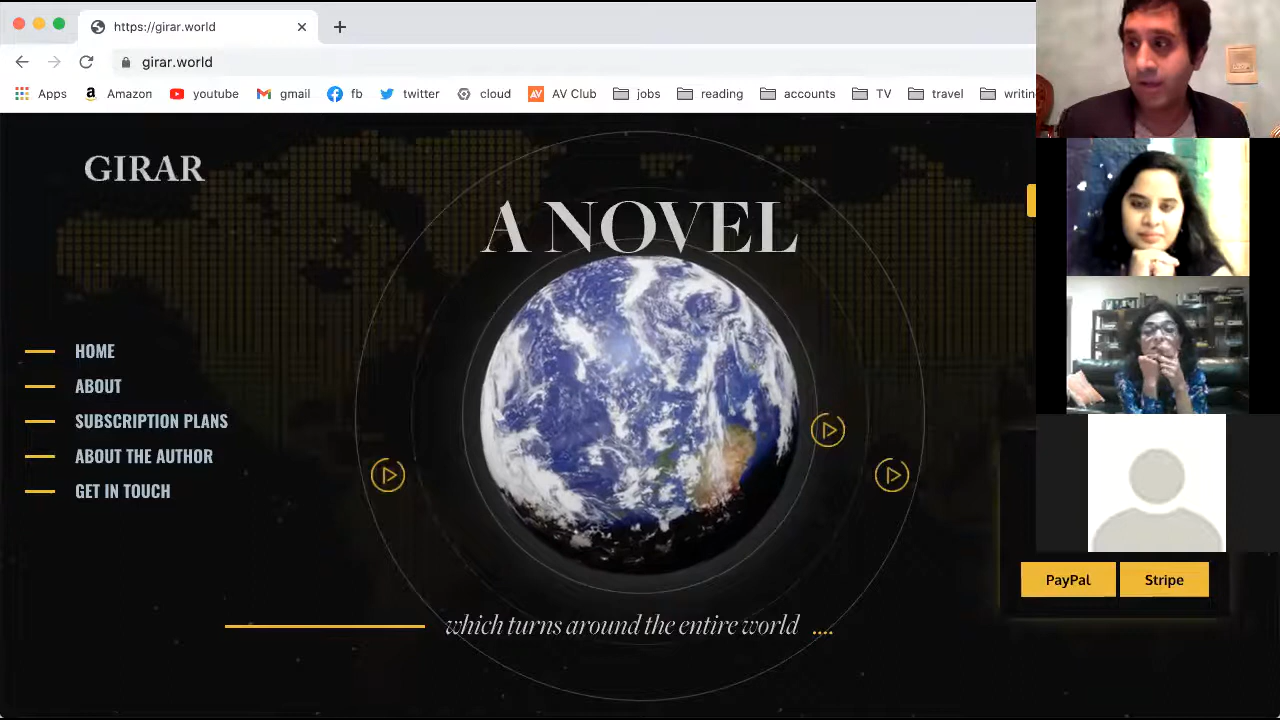 https://girar.world
girar.world
Apps Amazon youtube gmail fb twitter cloud AV AV Club jobs reading accounts TV travel writin
GIRAR
A NOVEL
HOME
ABOUT
SUBSCRIPTION PLANS
ABOUT THE AUTHOR
GET IN TOUCH
PayPal Stripe
which turns around the entire world ....